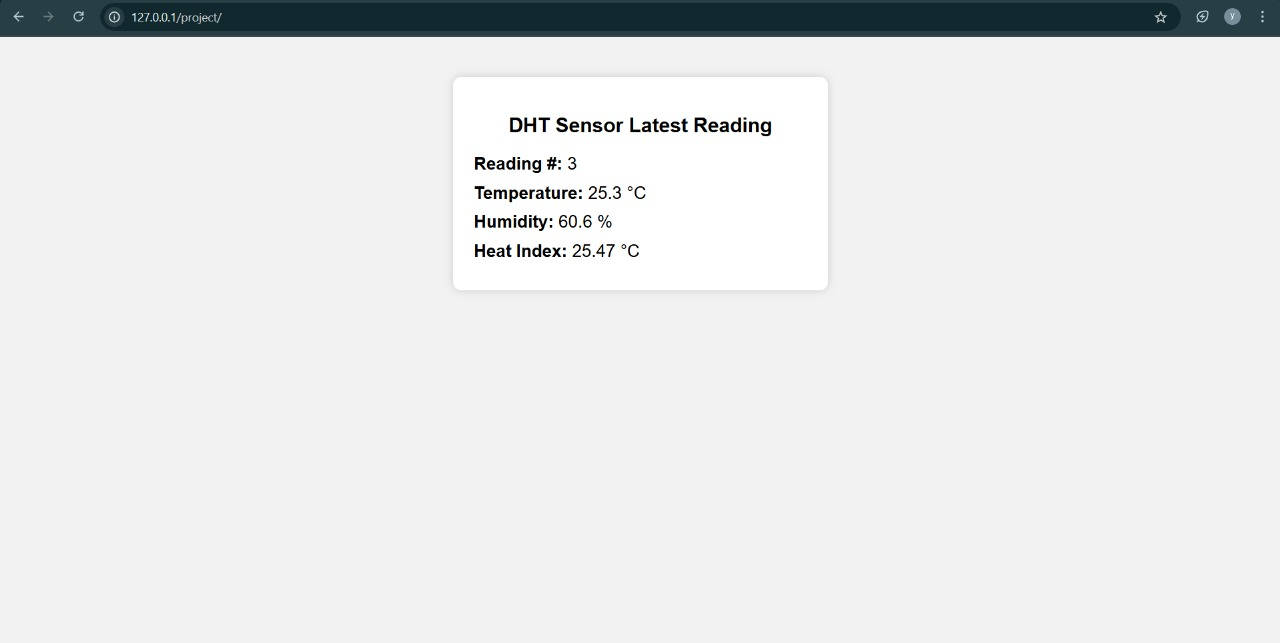 127.0.0.1/project/
y
DHT Sensor Latest Reading
Reading #: 3
Temperature: 25.3 °C
Humidity: 60.6 %
Heat Index: 25.47 °C